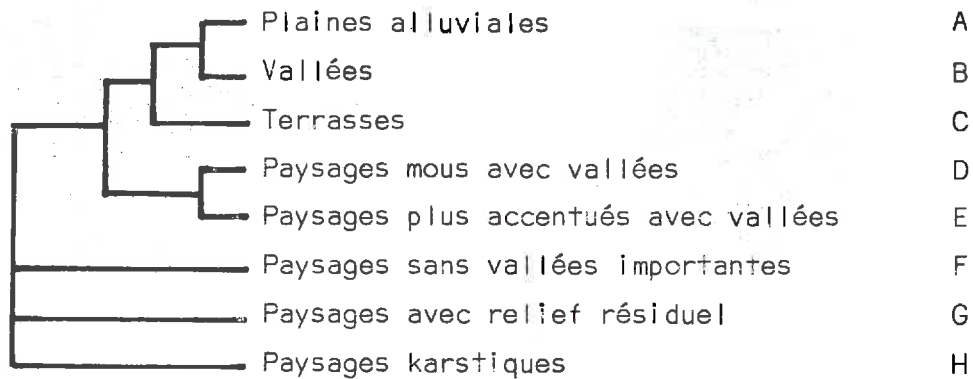 Plaines alluviales A
Vallées B
Terrasses C
Paysages mous avec vallées D
Paysages plus accentués avec vallées E
Paysages sans vallées importantes F
Paysages avec relief résiduel G
Paysages karstiques H